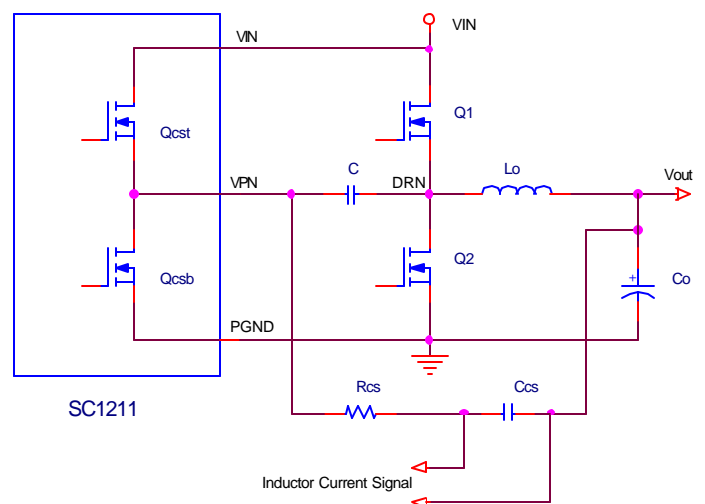 VIN
VIN
Q1
Qcst
C
VPN
DRN
Lo
Vout
Q2
Qcsb
+
Co
PGND
Rcs
Ccs
SC1211
Inductor Current Signal